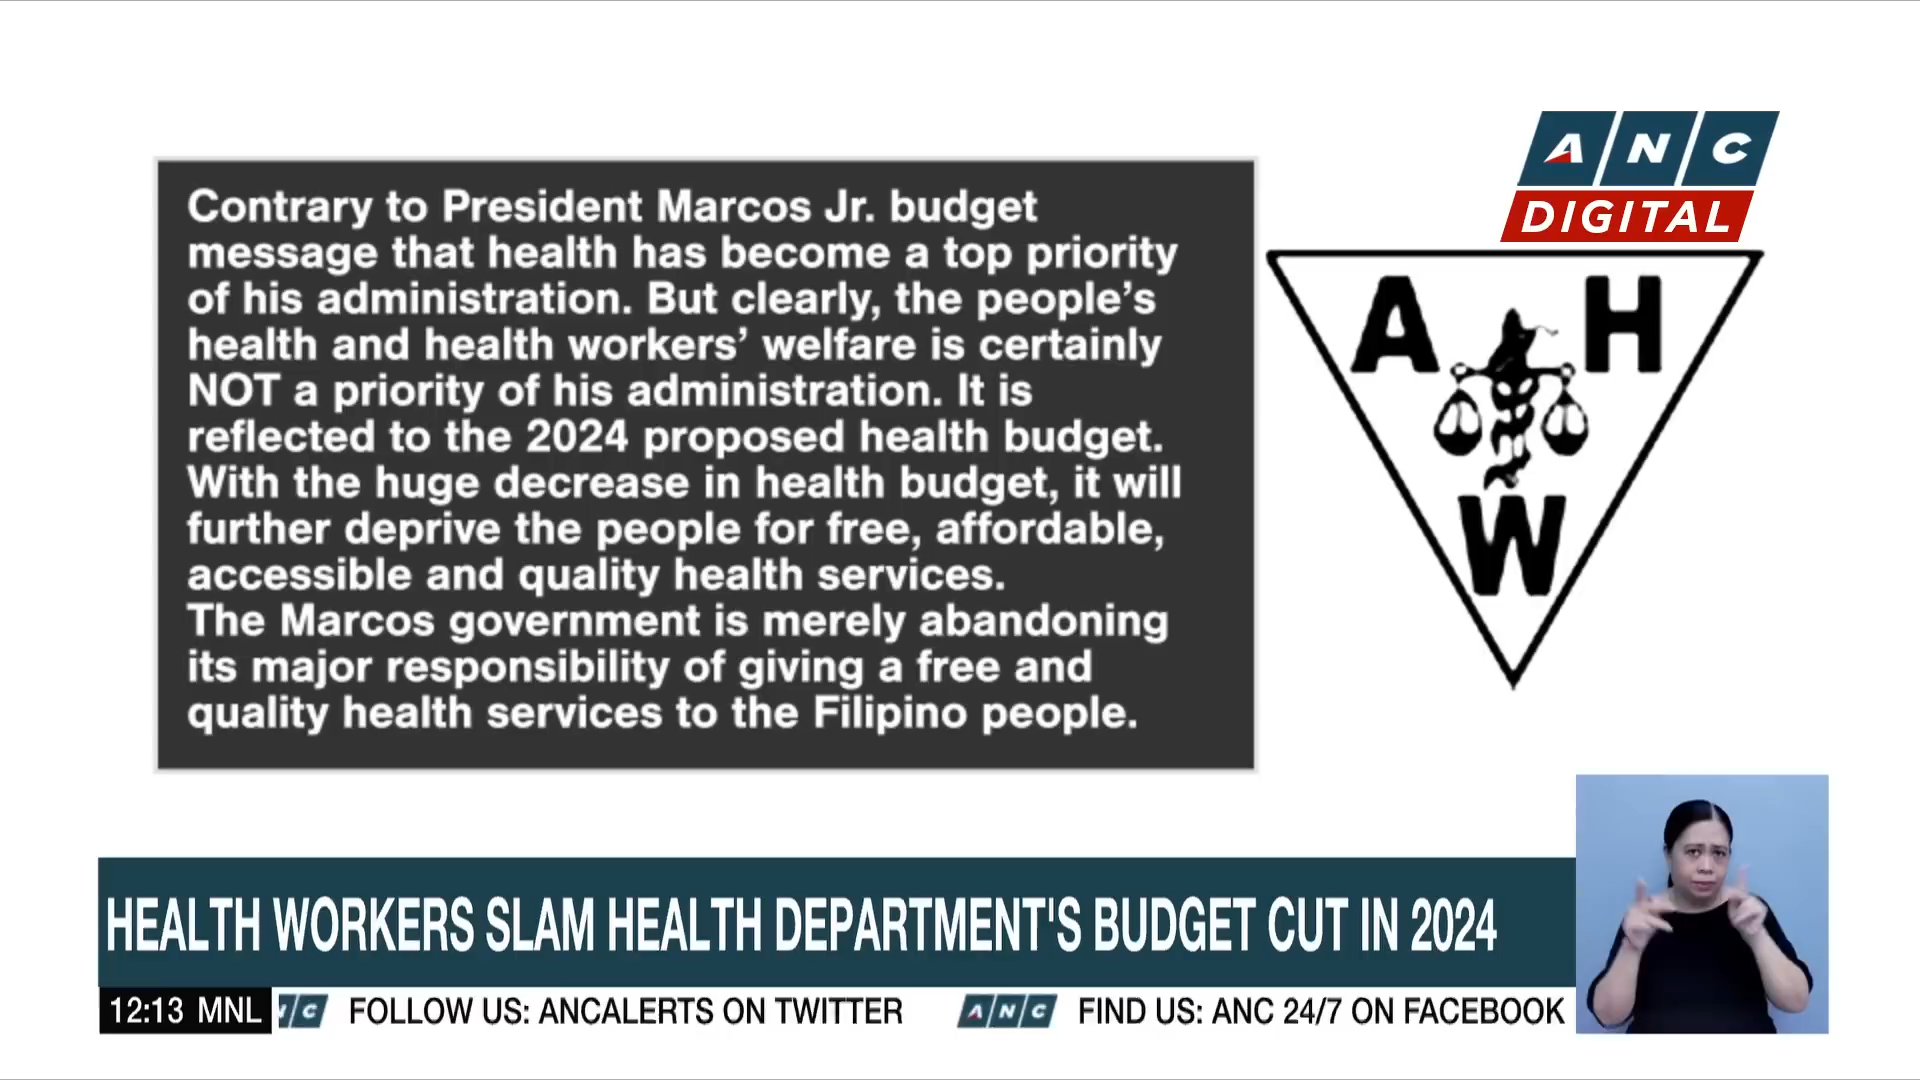 ANC
DIGITAL
Contrary to President Marcos Jr. budget
message that health has become a top priority
of his administration. But clearly, the people’s
health and health workers’ welfare is certainly
NOT a priority of his administration. It is
reflected to the 2024 proposed health budget.
With the huge decrease in health budget, it will
further deprive the people for free, affordable,
accessible and quality health services.
The Marcos government is merely abandoning
its major responsibility of giving a free and
quality health services to the Filipino people.
A H
W
HEALTH WORKERS SLAM HEALTH DEPARTMENT'S BUDGET CUT IN 2024
12:13 MNL NC FOLLOW US: ANCALERTS ON TWITTER ANC FIND US: ANC 24/7 ON FACEBOOK